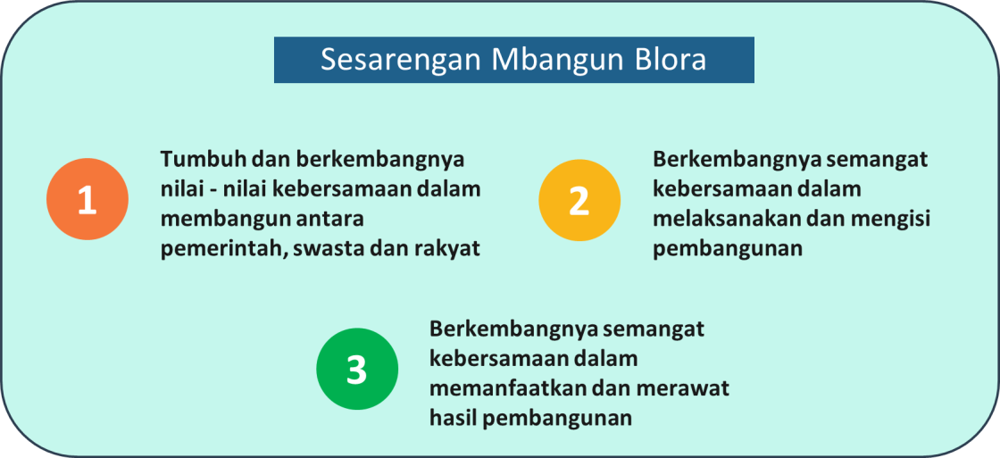 Sesarengan Mbangun Blora
1
Tumbuh dan berkembangnya
nilai - nilai kebersamaan dalam
membangun antara
pemerintah, swasta dan rakyat
2
Berkembangnya semangat
kebersamaan dalam
melaksanakan dan mengisi
pembangunan
3
Berkembangnya semangat
kebersamaan dalam
memanfaatkan dan merawat
hasil pembangunan